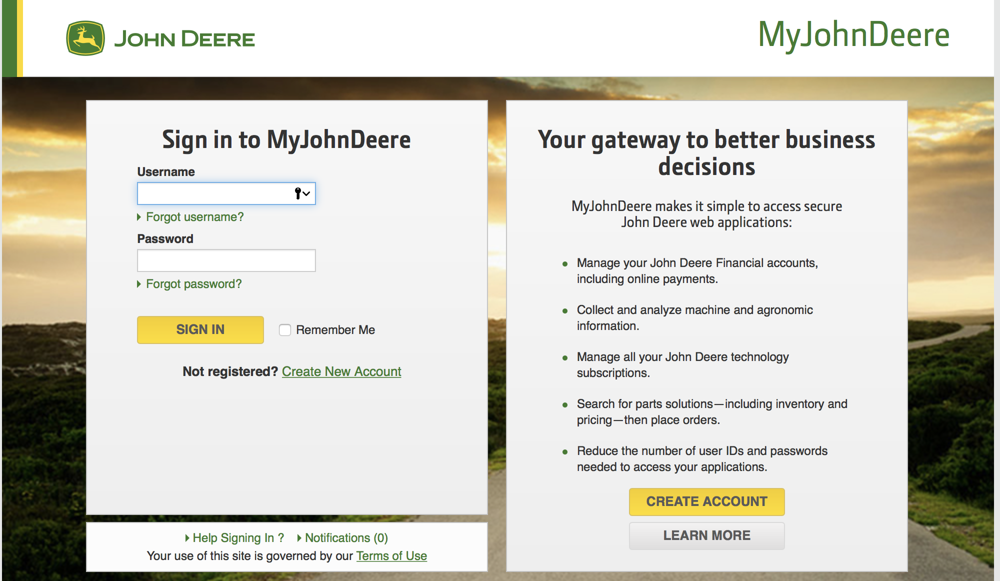 JOHN DEERE
MyJohnDeere
Sign in to MyJohnDeere
Username
Forgot username?
Password
Forgot password?
SIGN IN
Remember Me
Not registered? Create New Account
Help Signing In ? Notifications (0)
Your use of this site is governed by our Terms of Use
Your gateway to better business
decisions
MyJohnDeere makes it simple to access secure
John Deere web applications:
Manage your John Deere Financial accounts,
including online payments.
Collect and analyze machine and agronomic
information.
Manage all your John Deere technology
subscriptions.
Search for parts solutions—including inventory and
pricing—then place orders.
Reduce the number of user IDs and passwords
needed to access your applications.
CREATE ACCOUNT
LEARN MORE